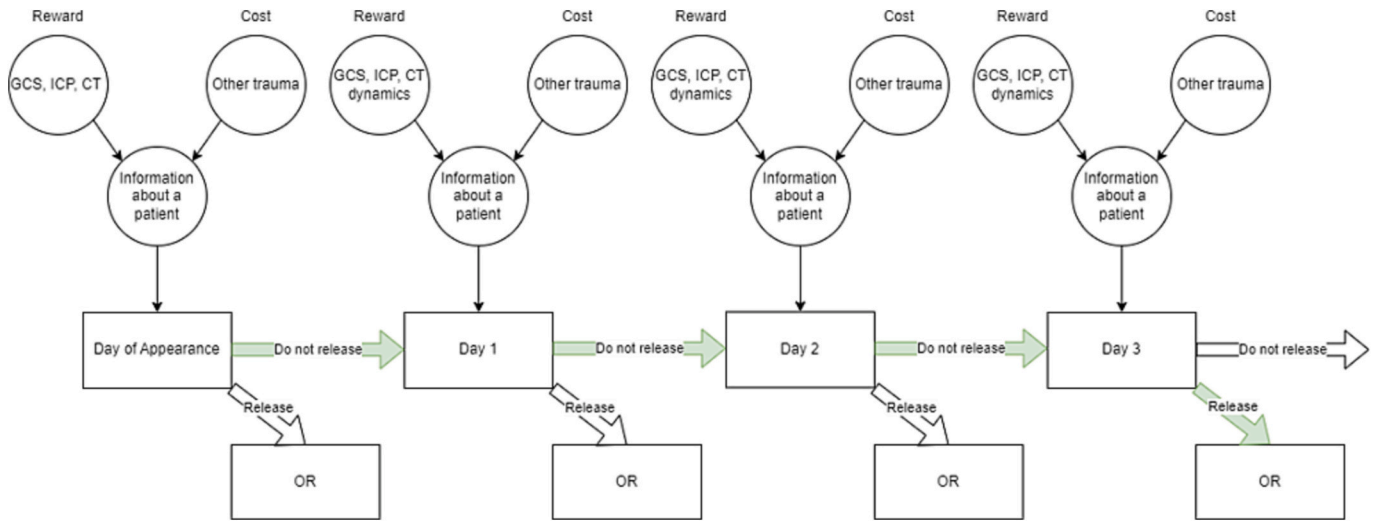 Reward
Cost
Reward
Cost
Reward
Cost
Reward
Cost
GCS, ICP, CT
Other trauma
GCS, ICP, CT
dynamics
Other trauma
GCS, ICP, CT
dynamics
Other trauma
GCS, ICP, CT
dynamics
Other trauma
Information
about a
patient
Information
about a
patient
Information
about a
patient
Information
about a
patient
Day of Appearance
Do not release
Day 1
Do not release
Day 2
Do not release
Day 3
Do not release
Release
Release
Release
Release
OR
OR
OR
OR